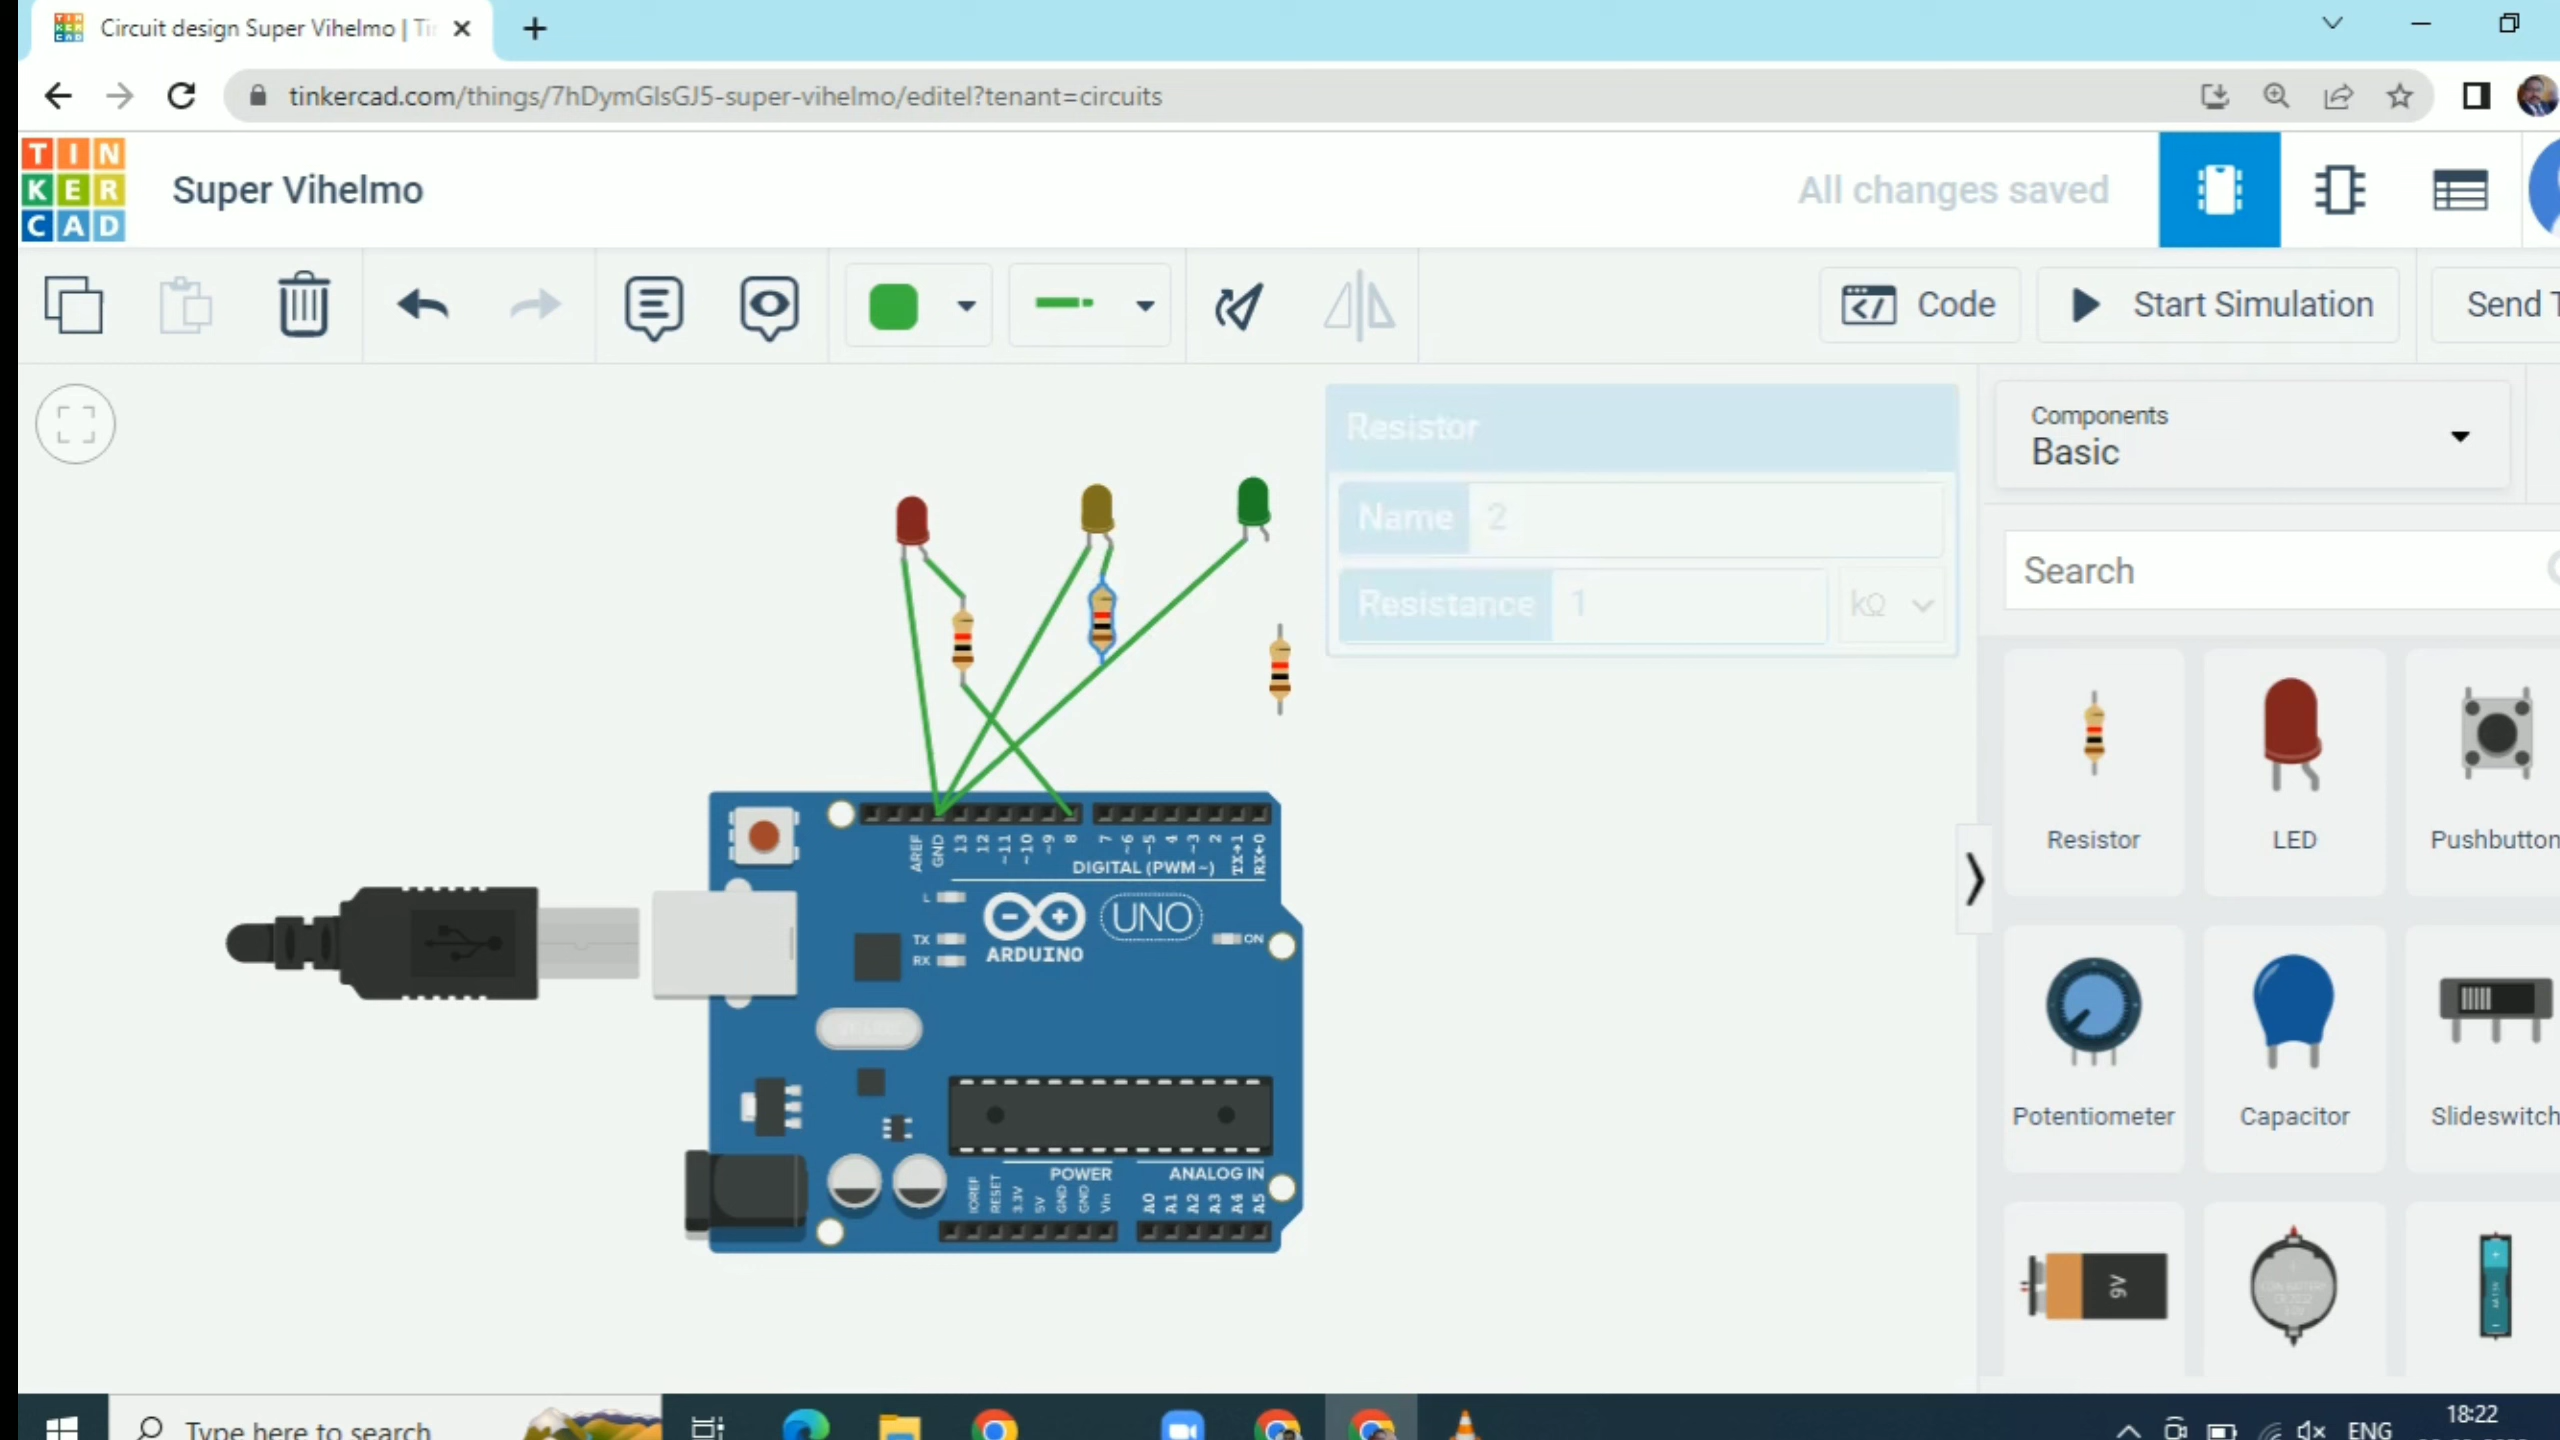 Circuit design Super Vihelmo | Ti
tinkercad.com/things/7hDymGlsGJ5-super-vihelmo/editel?tenant=circuits
TIN
KER
CAD
Super Vihelmo
All changes saved
Code
Start Simulation
Send T
Resistor
Name 2
Resistance 1 kΩ
Components
Basic
Search
Resistor
LED
Pushbutton
Potentiometer
Capacitor
Slideswitch
9V
AREF
GND
13
12
~11
~10
~9
8
7
~6
~5
4
~3
2
TX→1
RX←0
DIGITAL (PWM~)
L
TX
RX
UNO
ARDUINO
ON
POWER
ANALOG IN
IOREF
RESET
3.3V
5V
GND
GND
Vin
A0
A1
A2
A3
A4
A5
Type here to search
ENG
18:22